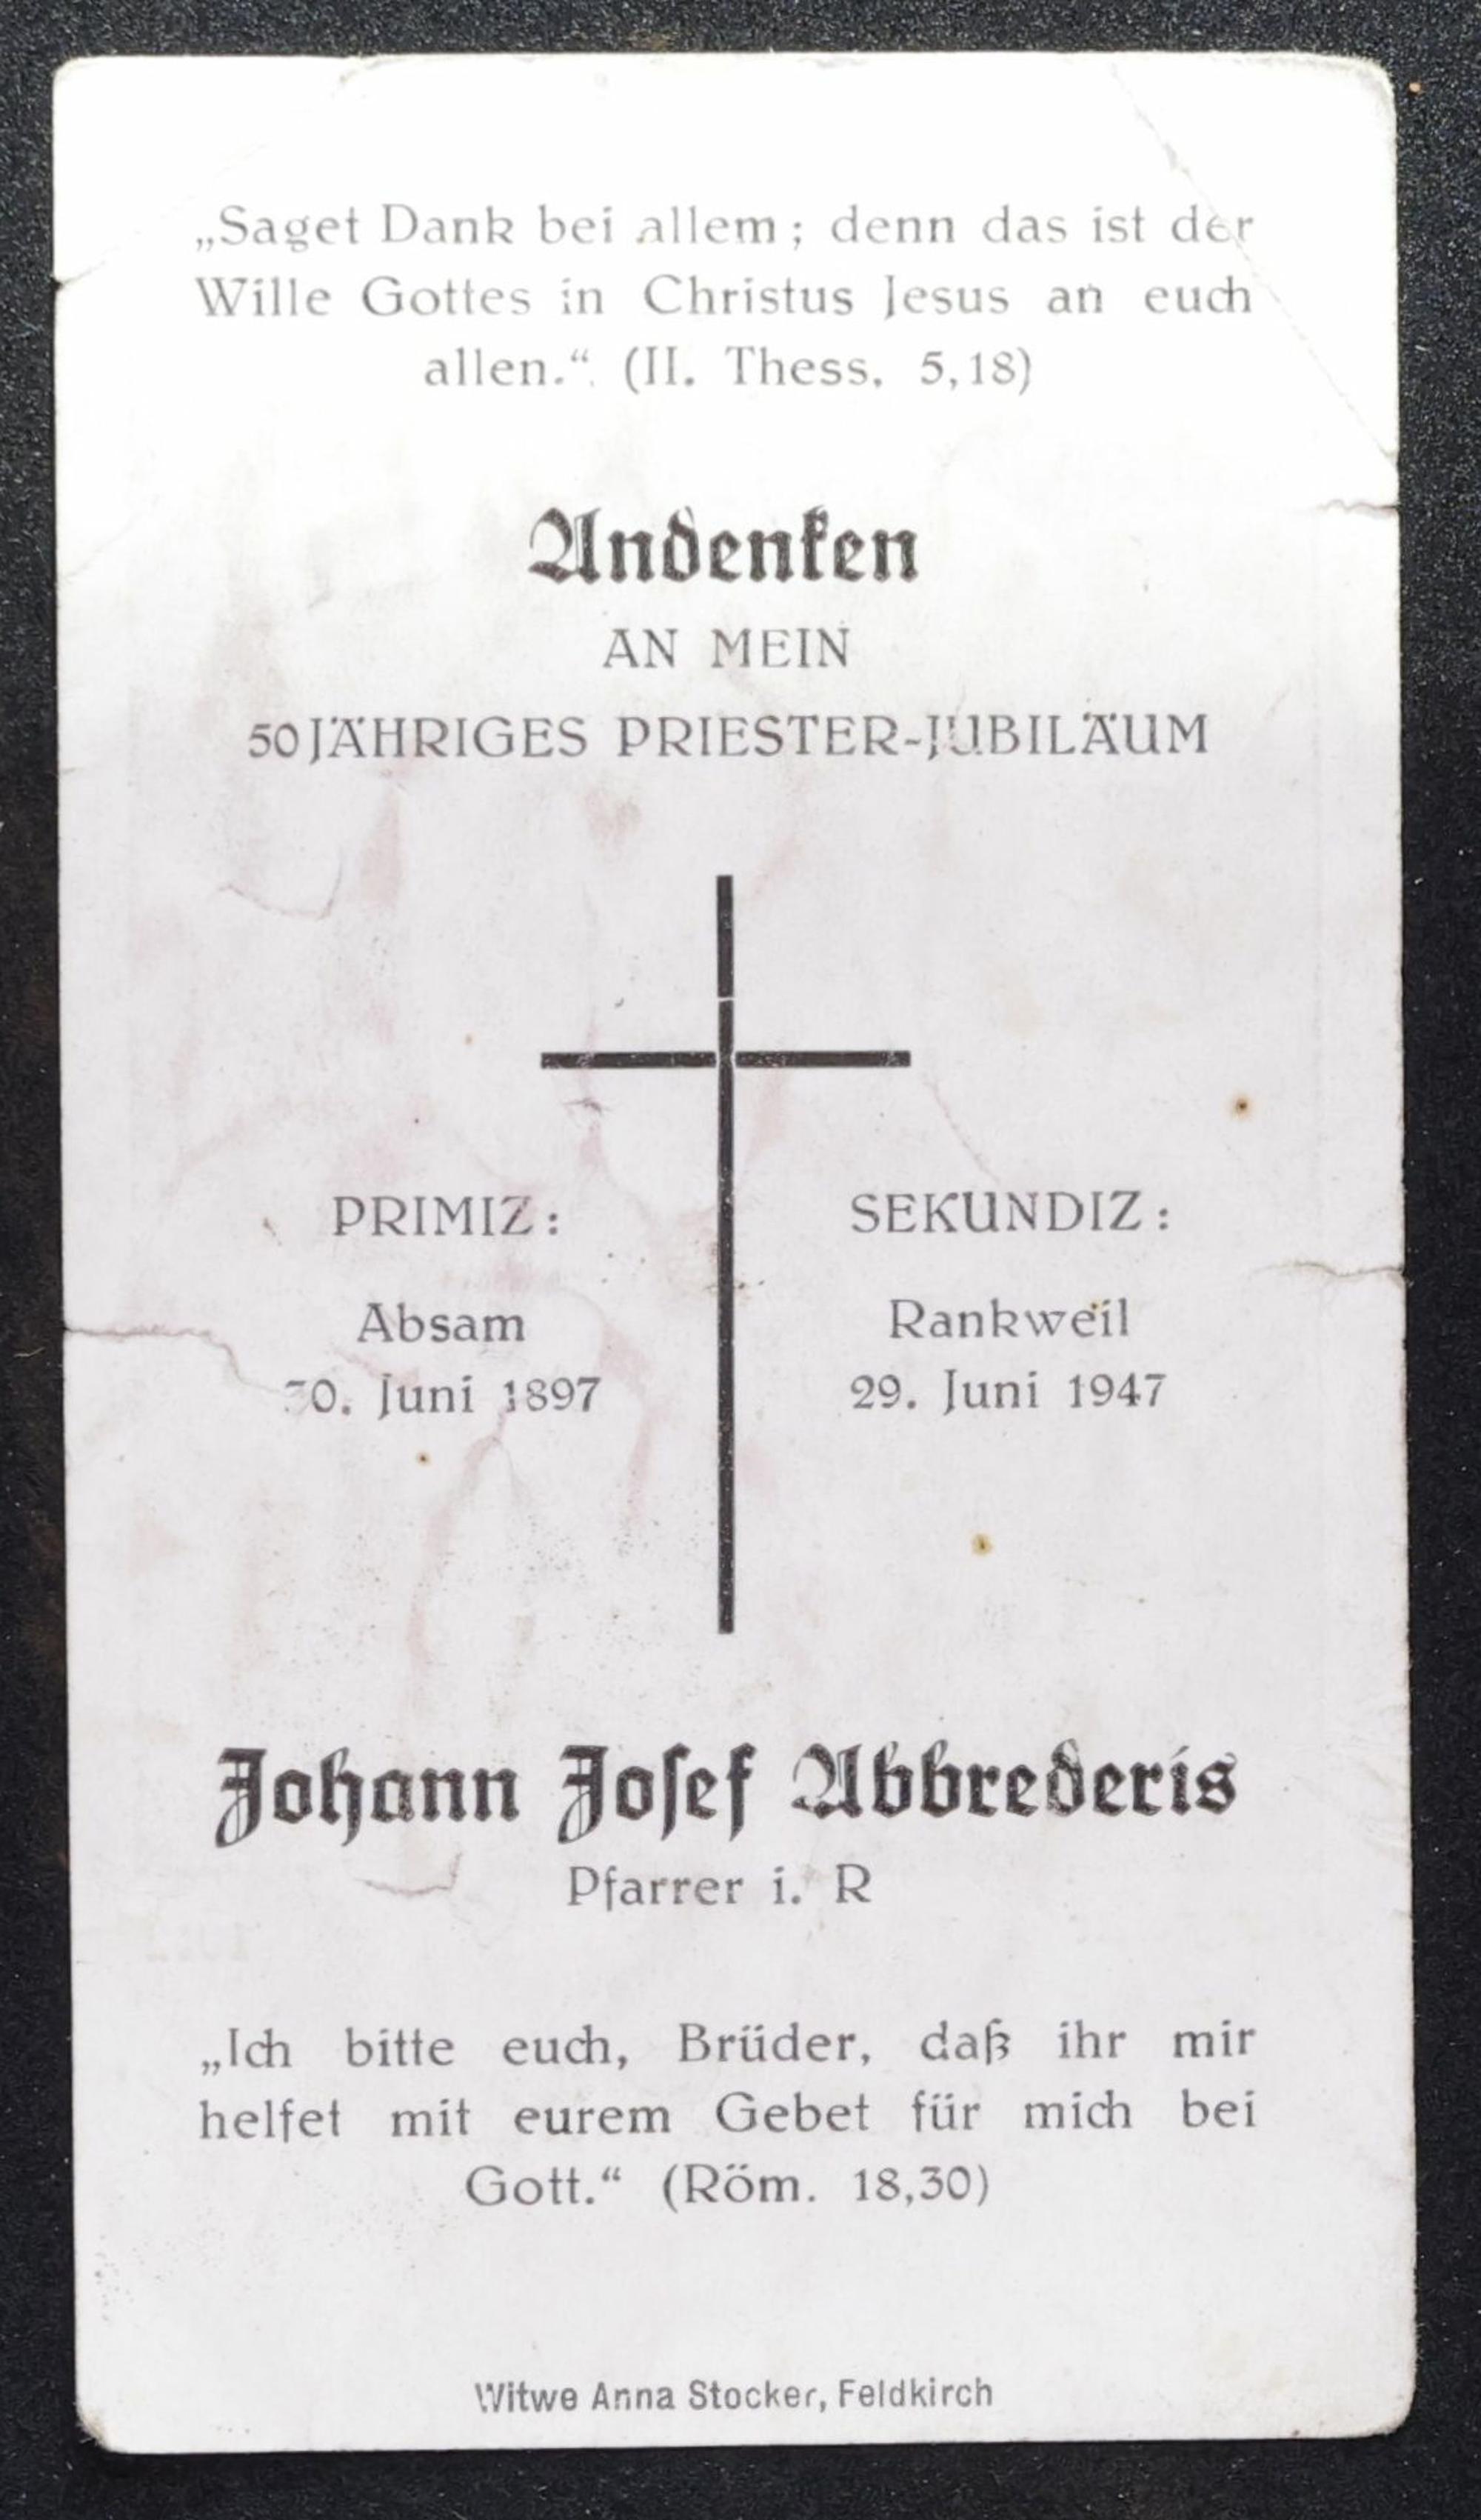 „Saget Dank bei allem; denn das ist der
Wille Gottes in Christus Jesus an euch
allen.“ (II. Thess. 5,18)
Andenken
AN MEIN
50JÄHRIGES PRIESTER-JUBILÄUM
PRIMIZ:
Absam
30. Juni 1897
SEKUNDIZ:
Rankweil
29. Juni 1947
Johann Josef Abbrederis
Pfarrer i. R
„Ich bitte euch, Brüder, daß ihr mir
helfet mit eurem Gebet für mich bei
Gott.“ (Röm. 18,30)
Witwe Anna Stocker, Feldkirch